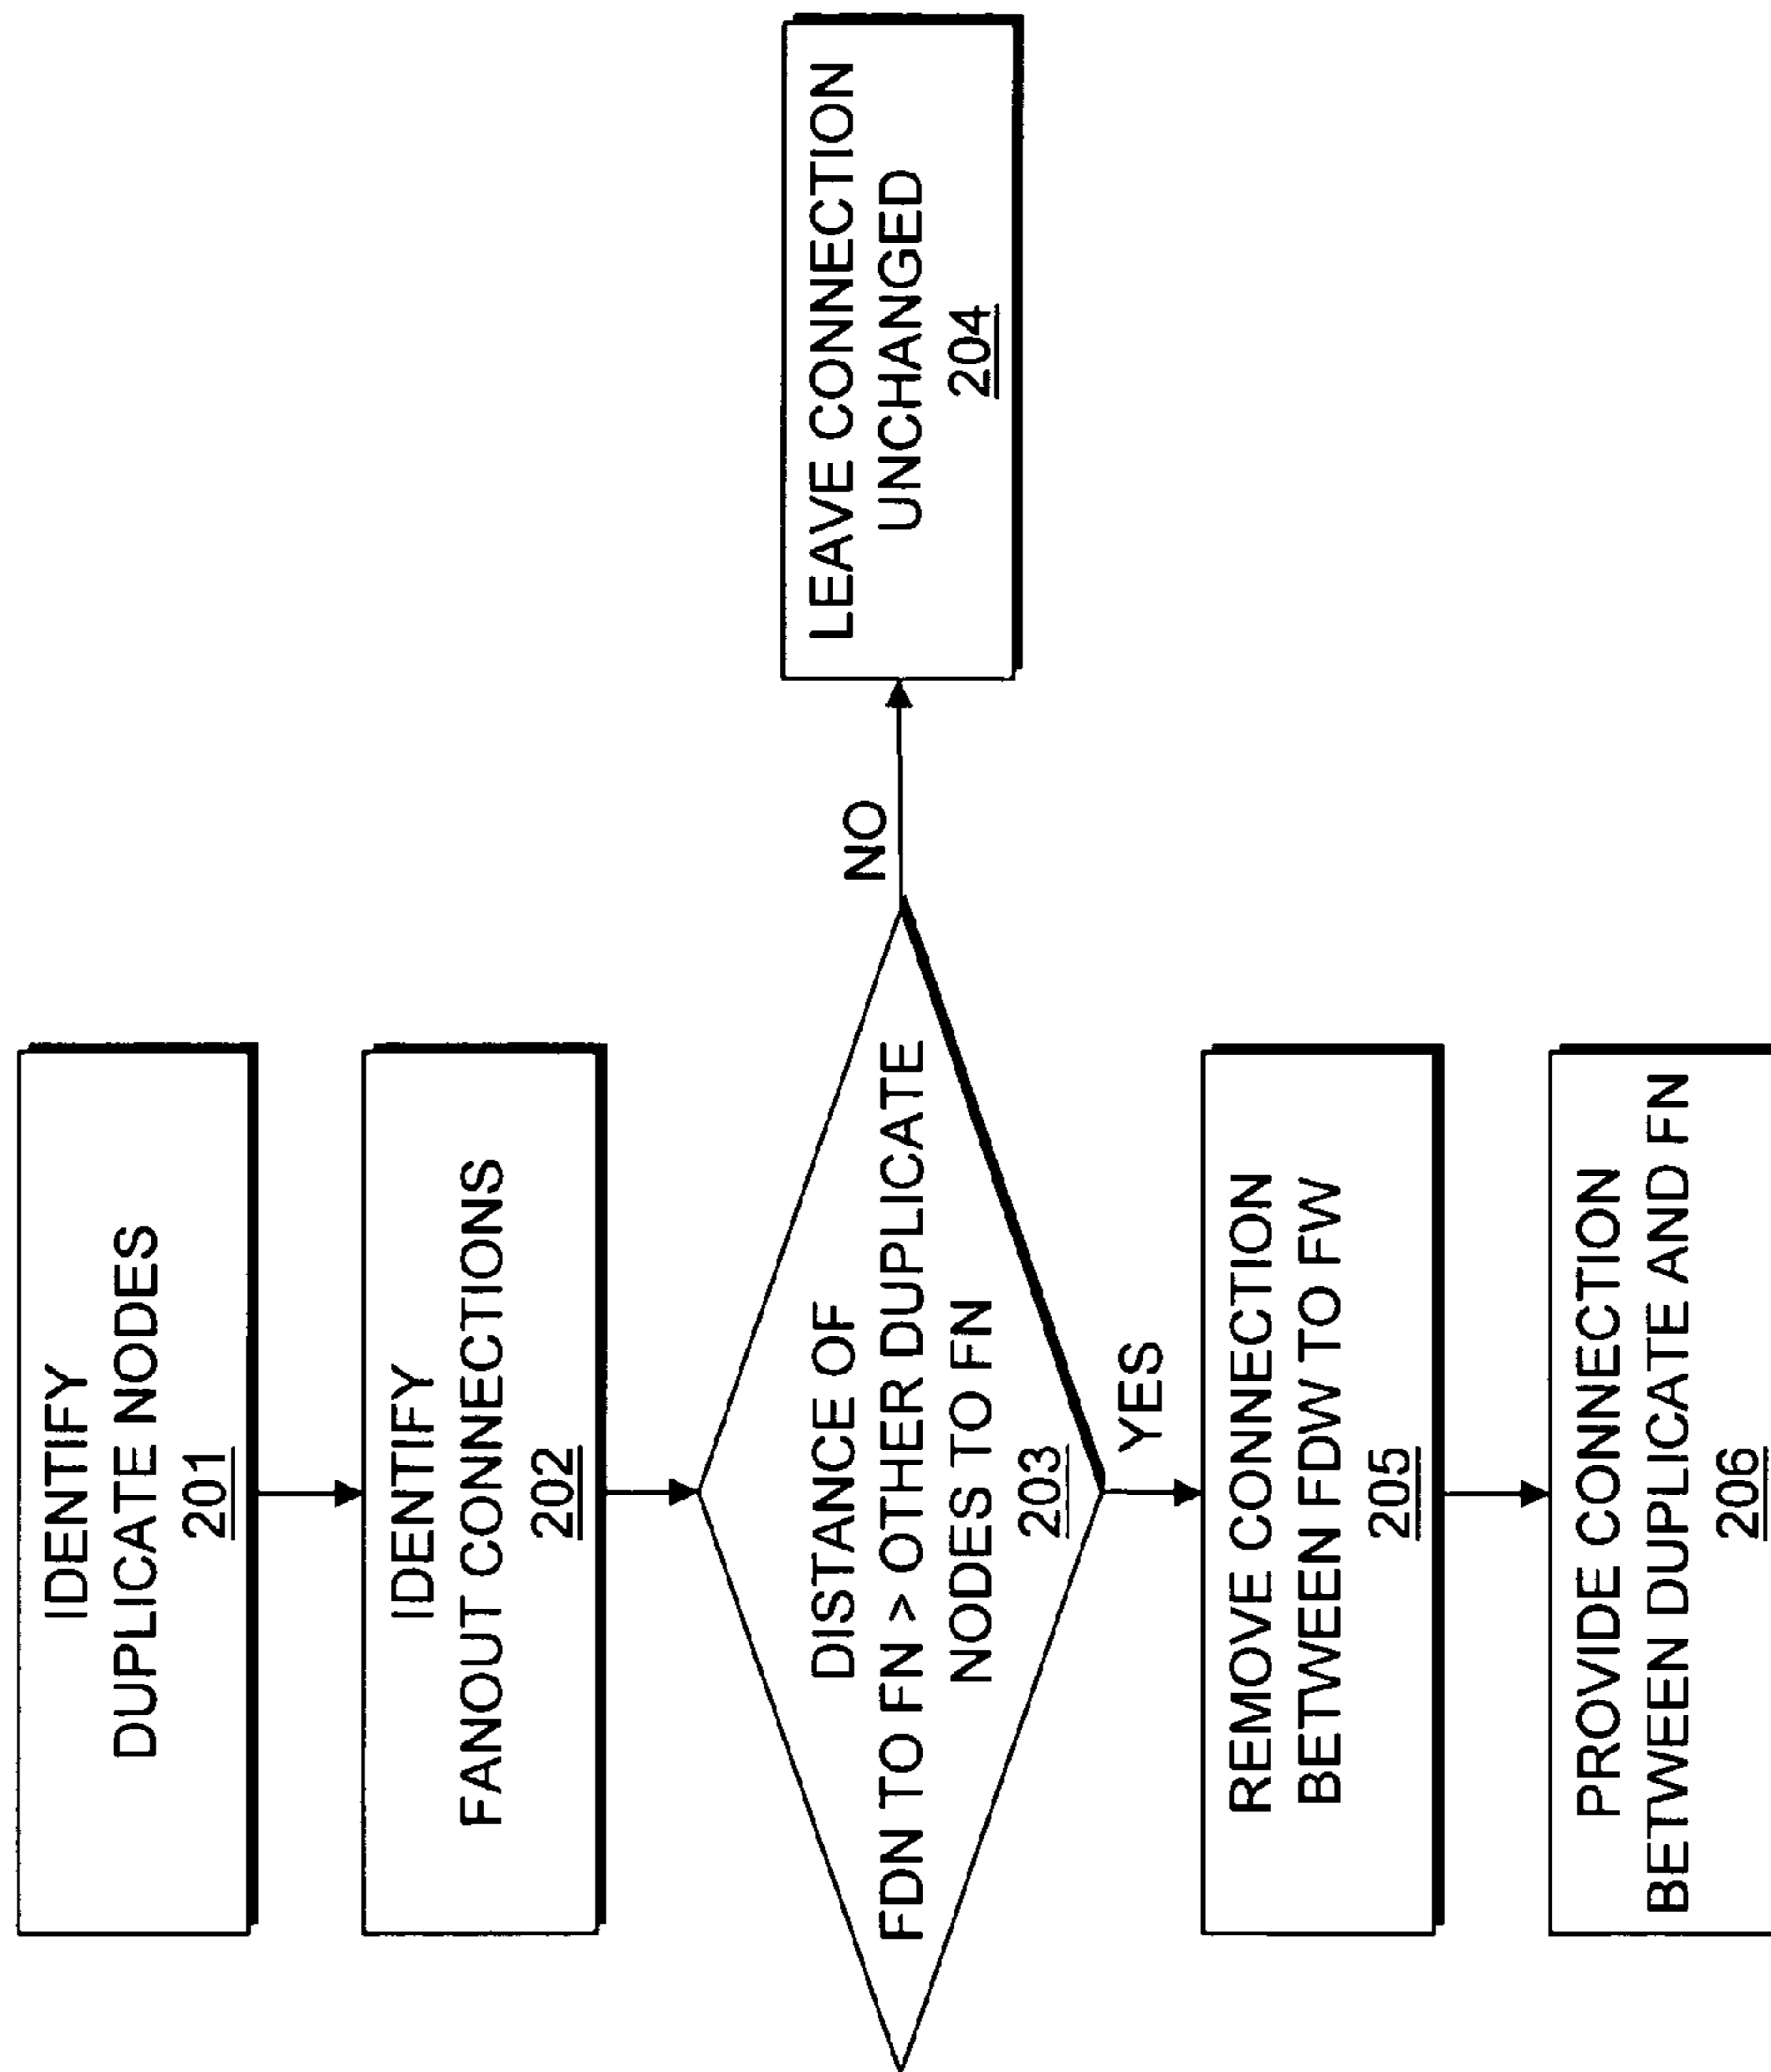 IDENTIFY
DUPLICATE NODES
201
IDENTIFY
FANOUT CONNECTIONS
202
DISTANCE OF
FDN TO FN > OTHER DUPLICATE
NODES TO FN
203
NO
LEAVE CONNECTION
UNCHANGED
204
YES
REMOVE CONNECTION
BETWEEN FDW TO FW
205
PROVIDE CONNECTION
BETWEEN DUPLICATE AND FN
206